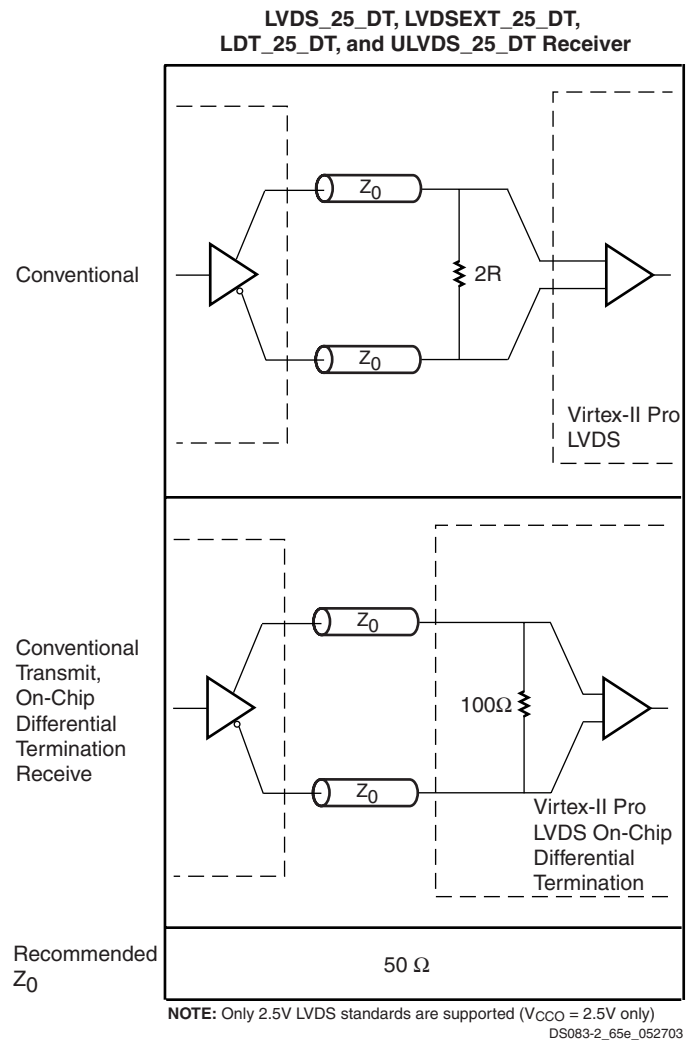 LVDS_25_DT, LVDSEXT_25_DT,
LDT_25_DT, and ULVDS_25_DT Receiver
Conventional
Z0
2R
Z0
Virtex-II Pro
LVDS
Conventional
Transmit,
On-Chip
Differential
Termination
Receive
Z0
100Ω
Z0
Virtex-II Pro
LVDS On-Chip
Differential
Termination
Recommended
Z0
50 Ω
NOTE: Only 2.5V LVDS standards are supported (VCCO = 2.5V only)
DS083-2_65e_052703